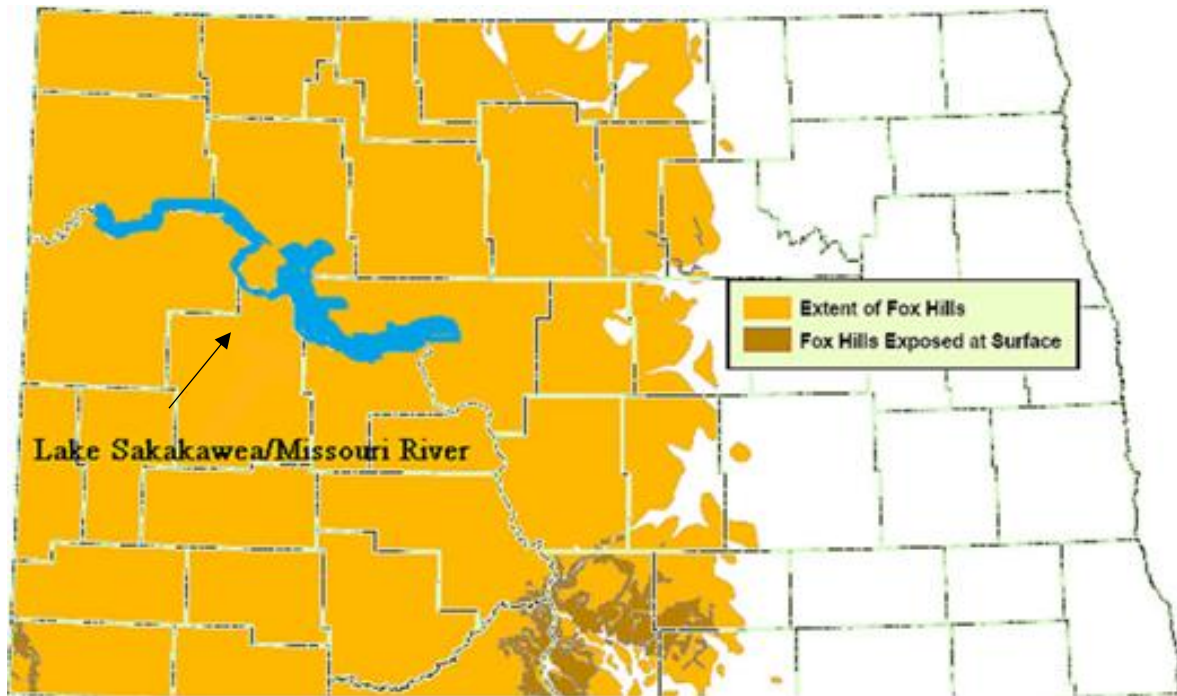 Extent of Fox Hills
Fox Hills Exposed at Surface
Lake Sakakawea/Missouri River